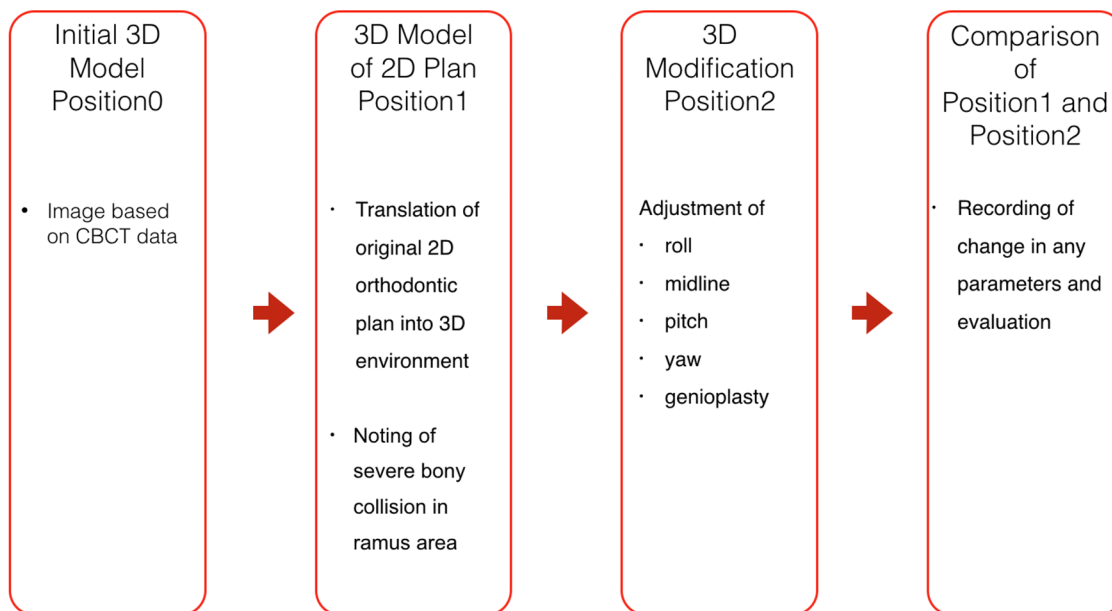 Initial 3D
Model
Position0
• Image based
on CBCT data
3D Model
of 2D Plan
Position1
· Translation of
original 2D
orthodontic
plan into 3D
environment
· Noting of
severe bony
collision in
ramus area
3D
Modification
Position2
Adjustment of
· roll
· midline
· pitch
· yaw
· genioplasty
Comparison
of
Position1 and
Position2
· Recording of
change in any
parameters and
evaluation